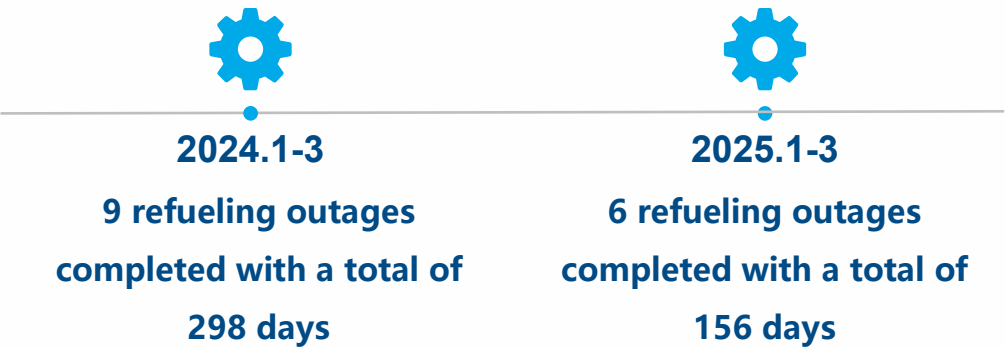 2024.1-3
9 refueling outages
completed with a total of
298 days
2025.1-3
6 refueling outages
completed with a total of
156 days